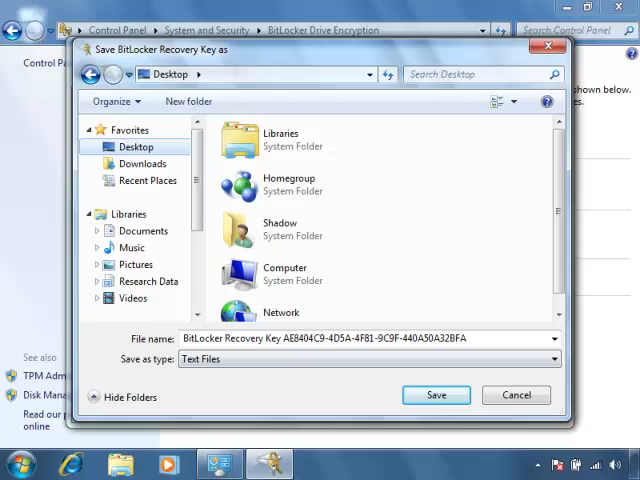 Control Panel
System and Security
BitLocker Drive Encryption
Search Control Panel
Control Pa
shown below.
es.
Save BitLocker Recovery Key as
Desktop
Search Desktop
Organize
New folder
Favorites
Desktop
Downloads
Recent Places
Libraries
Documents
Music
Pictures
Research Data
Videos
Libraries
System Folder
Homegroup
System Folder
Shadow
System Folder
Computer
System Folder
Network
File name:
BitLocker Recovery Key AE8404C9-4D5A-4F81-9C9F-440A50A32BFA
Save as type:
Text Files
Hide Folders
Save
Cancel
See also
TPM Adm
Disk Mana
Read our p
online